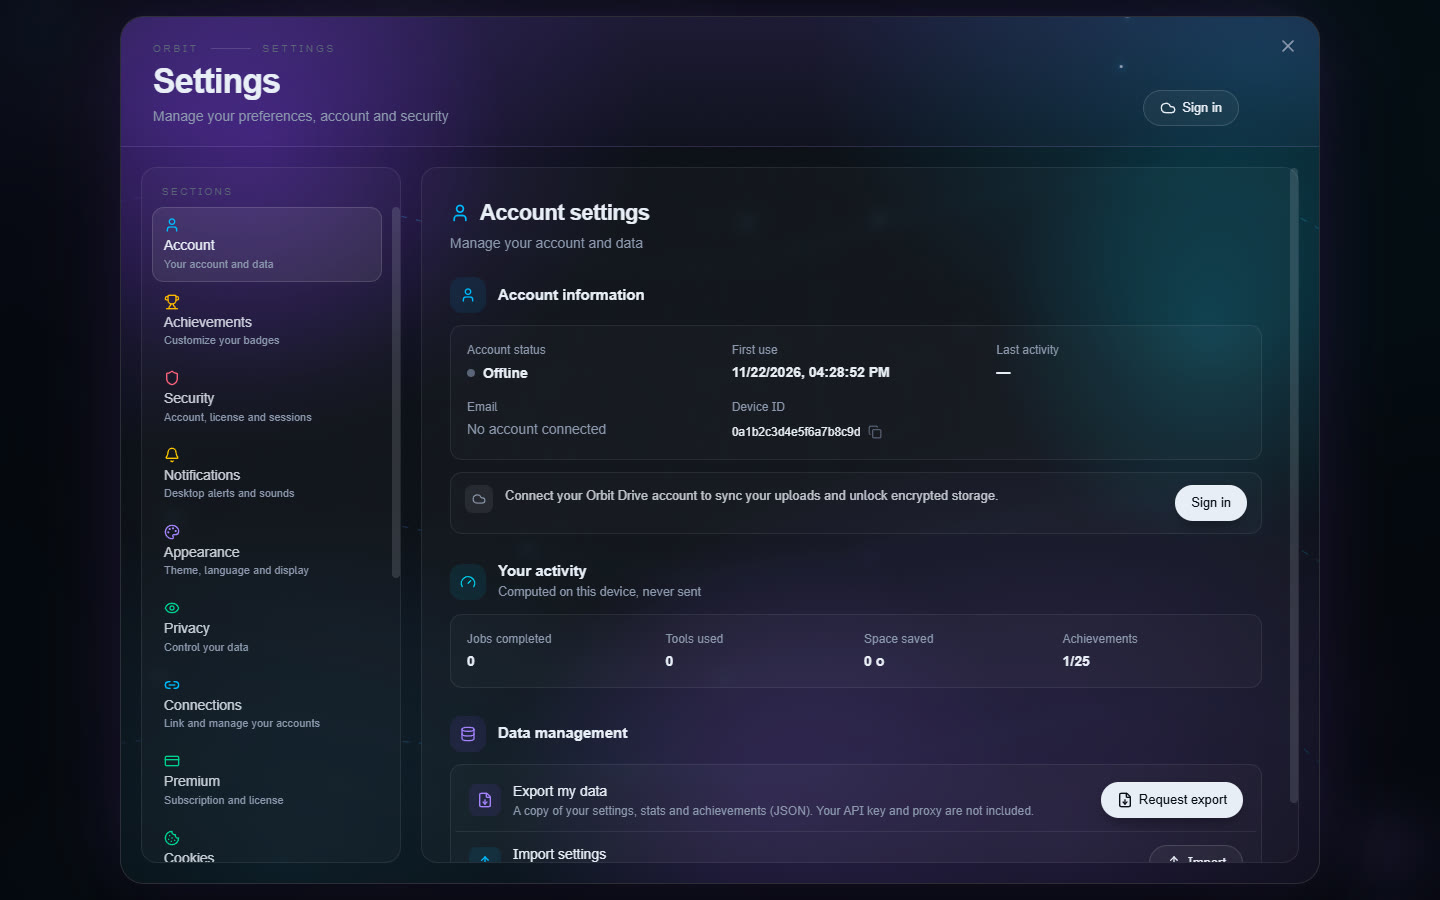 ORBIT SETTINGS
Settings
Manage your preferences, account and security
Sign in
SECTIONS
Account
Your account and data
Achievements
Customize your badges
Security
Account, license and sessions
Notifications
Desktop alerts and sounds
Appearance
Theme, language and display
Privacy
Control your data
Connections
Link and manage your accounts
Premium
Subscription and license
Cookies
Account settings
Manage your account and data
Account information
Account status First use Last activity
Offline 11/22/2026, 04:28:52 PM —
Email Device ID
No account connected 0a1b2c3d4e5f6a7b8c9d
Connect your Orbit Drive account to sync your uploads and unlock encrypted storage.
Sign in
Your activity
Computed on this device, never sent
Jobs completed Tools used Space saved Achievements
0 0 0 o 1/25
Data management
Export my data
A copy of your settings, stats and achievements (JSON). Your API key and proxy are not included.
Request export
Import settings
Import